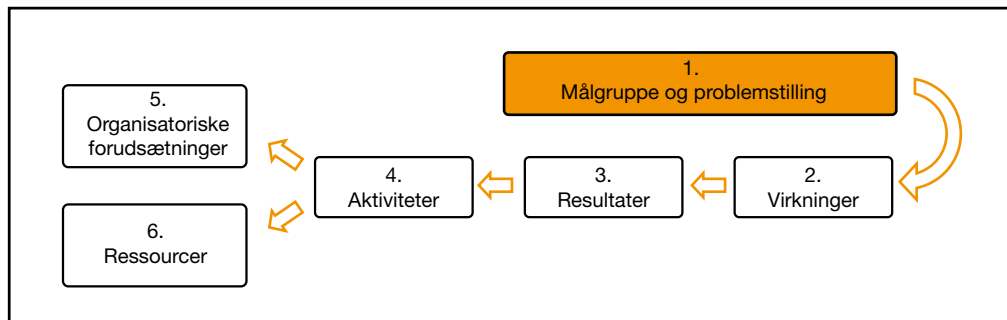 1.
Målgruppe og problemstilling
2.
Virkninger
3.
Resultater
4.
Aktiviteter
5.
Organisatoriske
forudsætninger
6.
Ressourcer